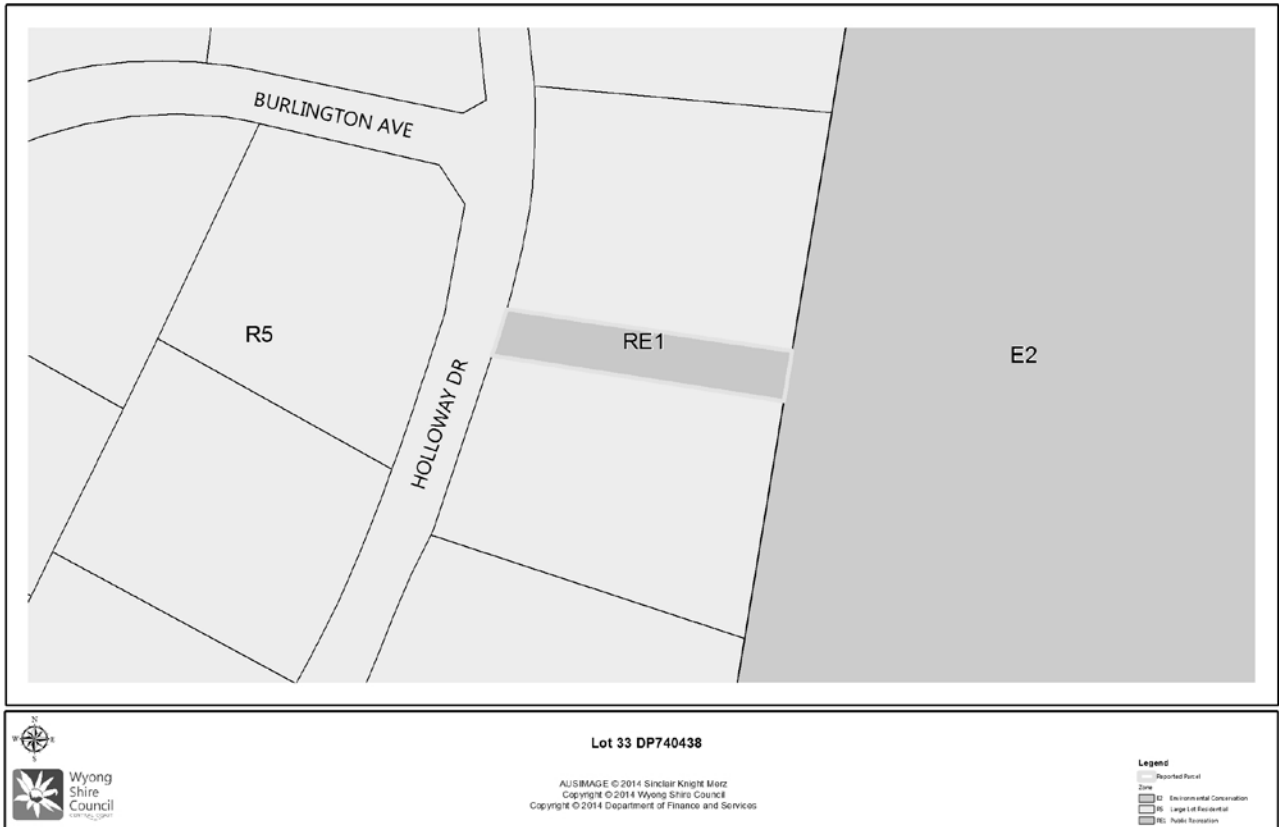 BURLINGTON AVE
R5
RE1
E2
HOLLOWAY DR
N
W E
S
Wyong
Shire
Council
CENTRAL COAST
Lot 33 DP740438
AUSIMAGE © 2014 Sinclair Knight Merz
Copyright © 2014 Wyong Shire Council
Copyright © 2014 Department of Finance and Services
Legend
Reported Parcel
Zone
E2 Environmental Conservation
R5 Large Lot Residential
RE1 Public Recreation